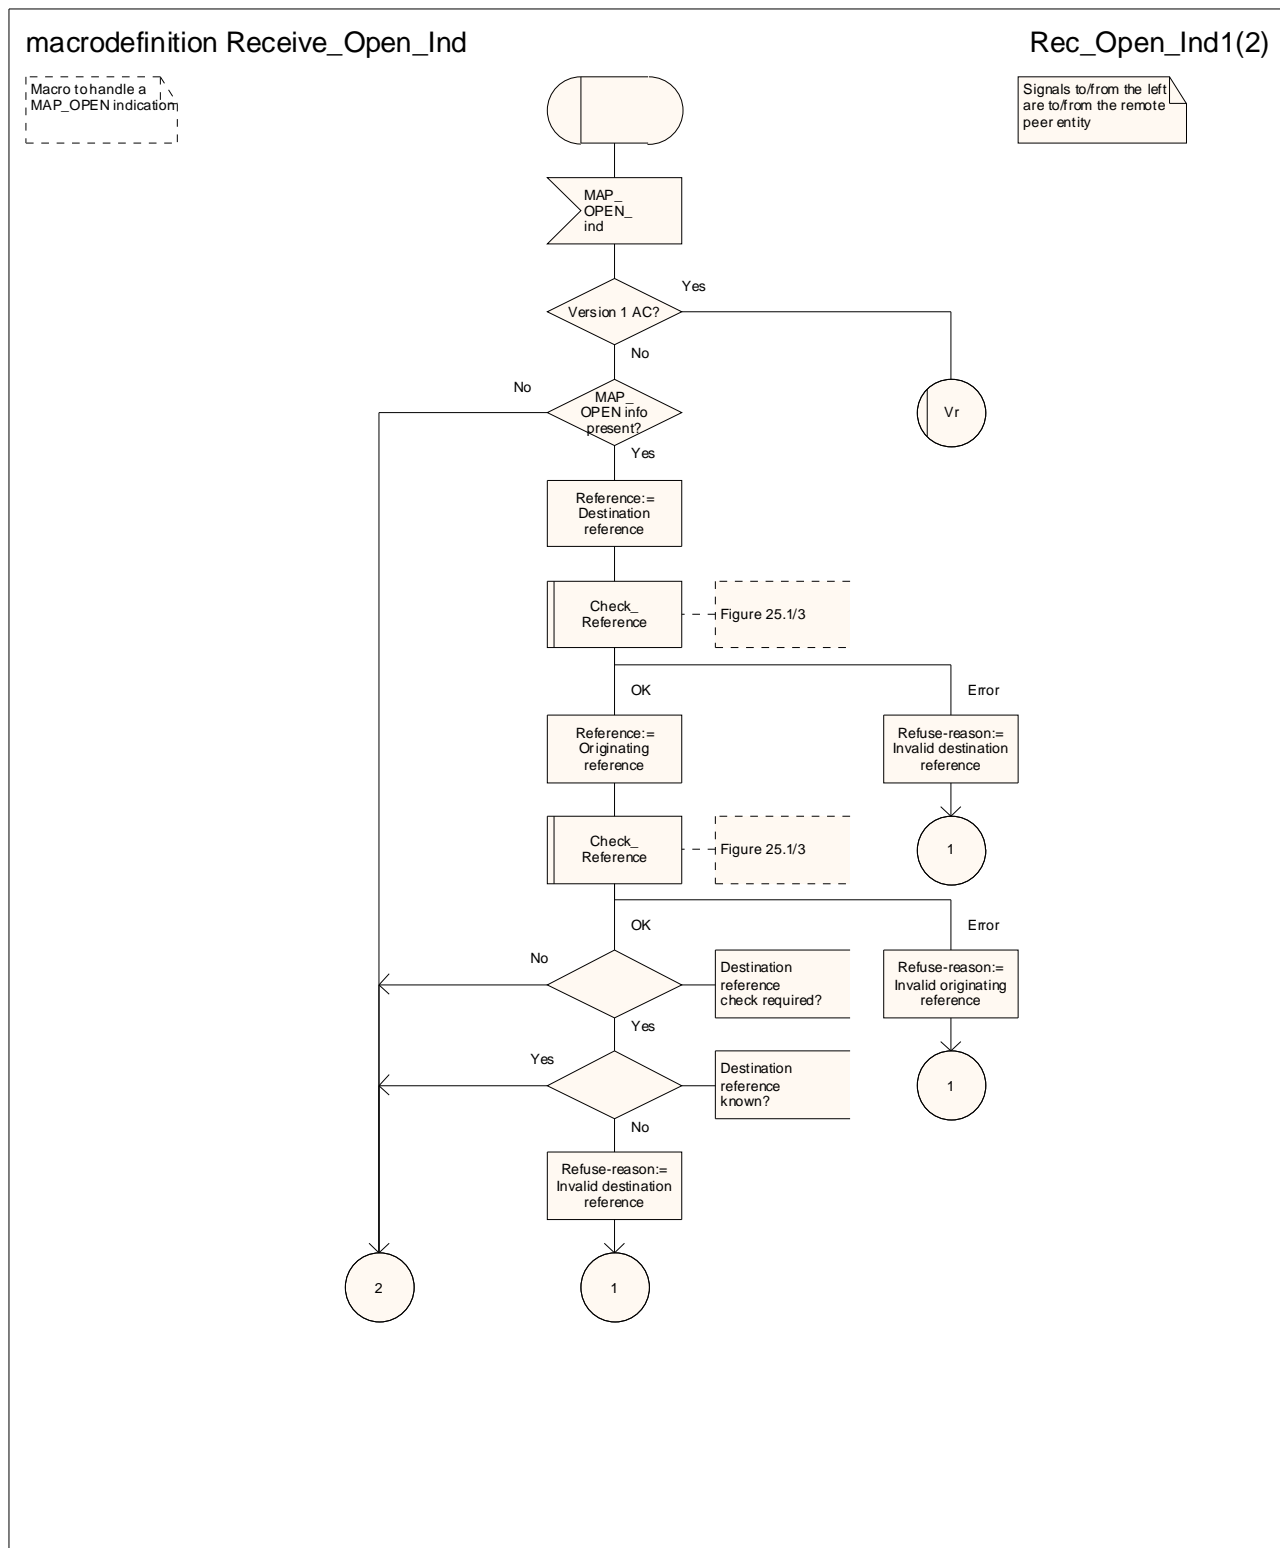 macrodefinition Receive_Open_Ind
Rec_Open_Ind1(2)
Macro to handle a
MAP_OPEN indication
Signals to/from the left
are to/from the remote
peer entity
MAP_
OPEN_
ind
Yes
Version 1 AC?
No
No
MAP_
OPEN info
present?
Vr
Yes
Reference:=
Destination
reference
Check_
Reference
Figure 25.1/3
OK
Error
Reference:=
Originating
reference
Refuse-reason:=
Invalid destination
reference
Check_
Reference
Figure 25.1/3
1
OK
Error
No
Destination
reference
check required?
Refuse-reason:=
Invalid originating
reference
Yes
Yes
Destination
reference
known?
1
No
Refuse-reason:=
Invalid destination
reference
2
1